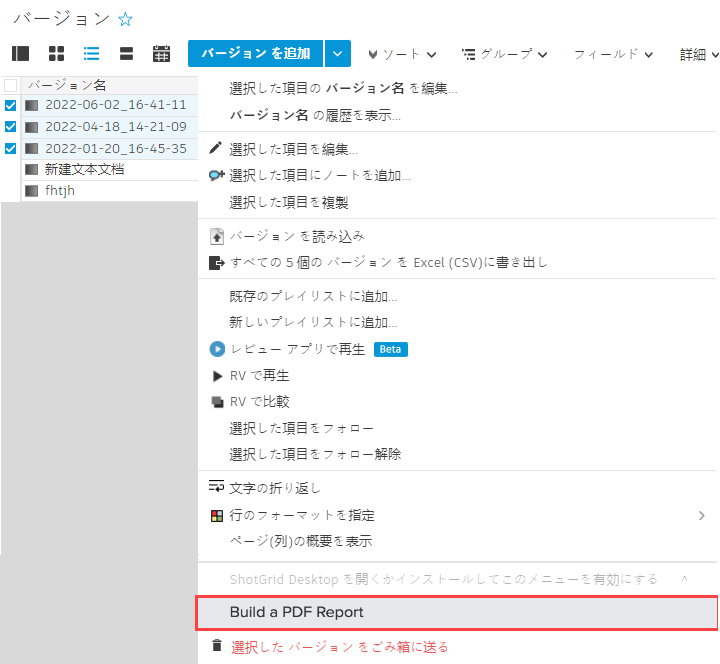 バージョン ☆
バージョン を追加 ソート グループ フィールド 詳細
バージョン名
2022-06-02_16-41-11
2022-04-18_14-21-09
2022-01-20_16-45-35
新建文本文档
fhtjh
選択した項目の バージョン名 を編集...
バージョン名 の履歴を表示...
選択した項目を編集...
選択した項目にノートを追加...
選択した項目を複製
バージョン を読み込み
すべての 5 個の バージョン を Excel (CSV)に書き出し
既存のプレイリストに追加...
新しいプレイリストに追加...
レビュー アプリで再生 Beta
RV で再生
RV で比較
選択した項目をフォロー
選択した項目をフォロー解除
文字の折り返し
行のフォーマットを指定
ページ(列)の概要を表示
ShotGrid Desktop を開くかインストールしてこのメニューを有効にする ^
Build a PDF Report
選択した バージョン をごみ箱に送る